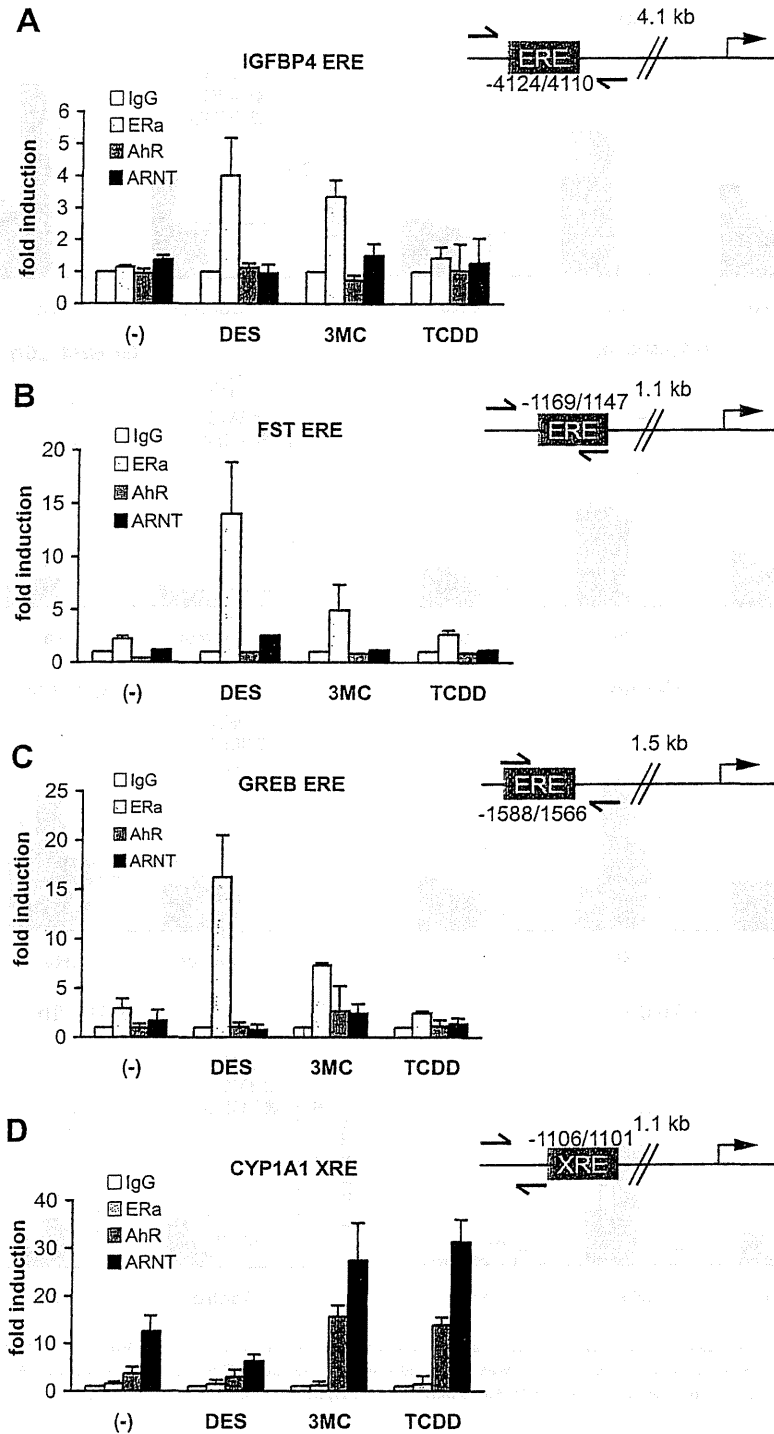 A
IGFBP4 ERE
4.1 kb
ERE
-4124/4110
IgG
ERa
AhR
ARNT
fold induction
6
5
4
3
2
1
0
(-) DES 3MC TCDD
B
FST ERE
-1169/1147
1.1 kb
ERE
IgG
ERa
AhR
ARNT
fold induction
20
15
10
5
0
(-) DES 3MC TCDD
C
GREB ERE
1.5 kb
ERE
-1588/1566
IgG
ERa
AhR
ARNT
fold induction
25
20
15
10
5
0
(-) DES 3MC TCDD
D
CYP1A1 XRE
-1106/1101
1.1 kb
XRE
IgG
ERa
AhR
ARNT
fold induction
40
30
20
10
0
(-) DES 3MC TCDD